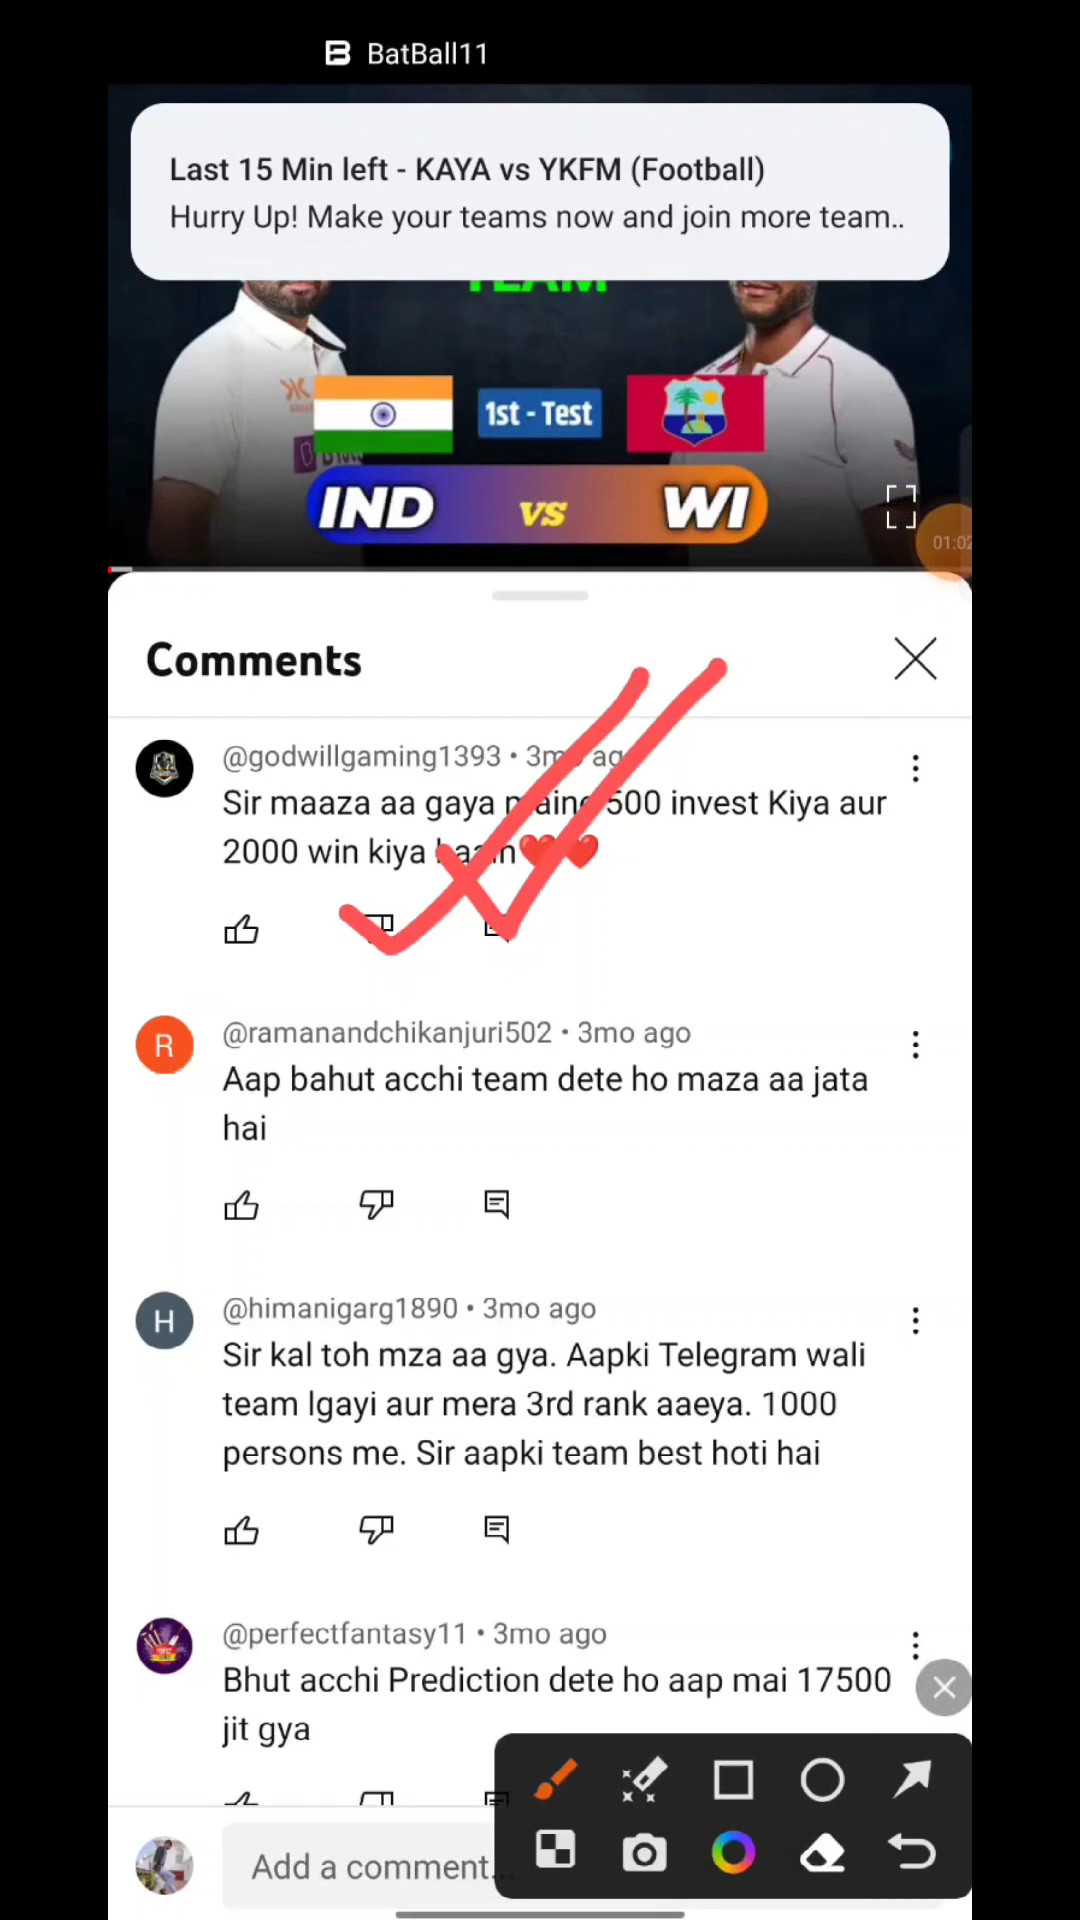 BatBall11
Last 15 Min left - KAYA vs YKFM (Football)
Hurry Up! Make your teams now and join more team..
TEAM
1st - Test
IND vs WI
01:02
Comments
@godwillgaming1393 • 3mo ago
Sir maaza aa gaya maine 500 invest Kiya aur
2000 win kiya haain❤️❤️
R
@ramanandchikanjuri502 • 3mo ago
Aap bahut acchi team dete ho maza aa jata
hai
H
@himanigarg1890 • 3mo ago
Sir kal toh mza aa gya. Aapki Telegram wali
team lgayi aur mera 3rd rank aaeya. 1000
persons me. Sir aapki team best hoti hai
@perfectfantasy11 • 3mo ago
Bhut acchi Prediction dete ho aap mai 17500
jit gya
Add a comment...